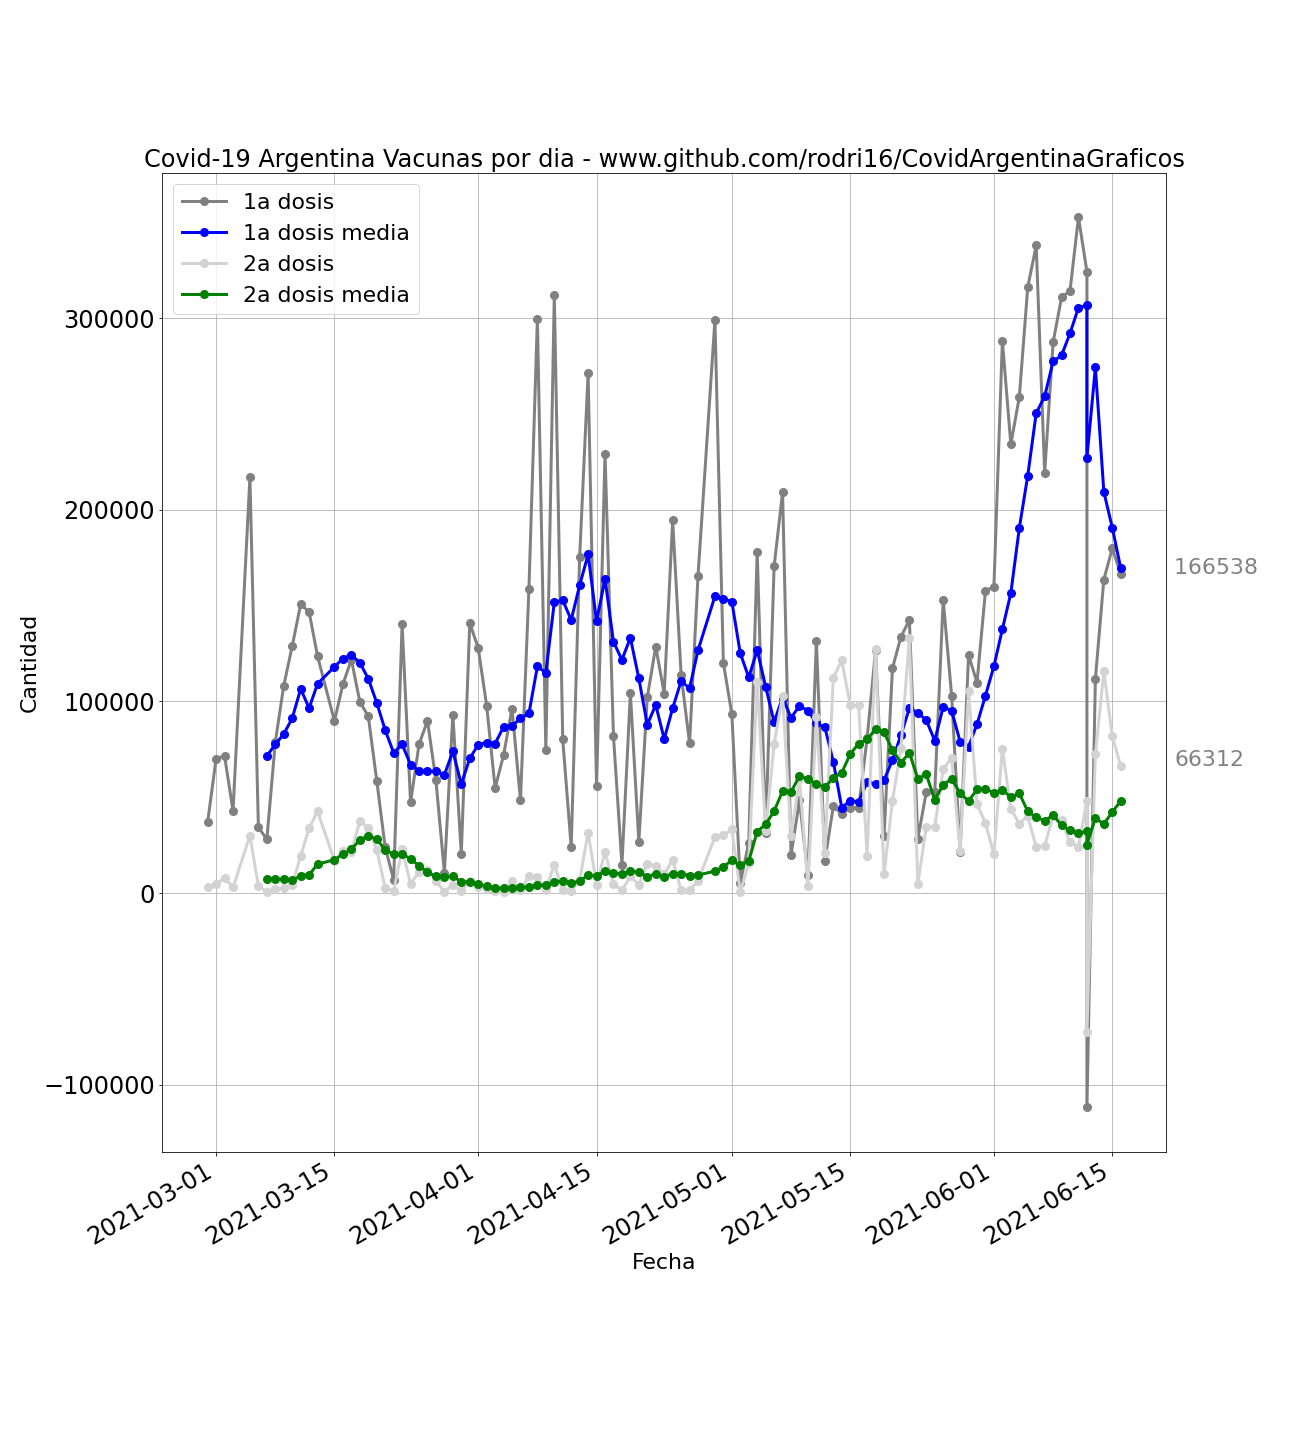 Covid-19 Argentina Vacunas por dia - www.github.com/rodri16/CovidArgentinaGraficos
1a dosis
1a dosis media
2a dosis
2a dosis media
300000
200000
100000
0
−100000
Cantidad
166538
66312
2021-03-01
2021-03-15
2021-04-01
2021-04-15
2021-05-01
2021-05-15
2021-06-01
2021-06-15
Fecha